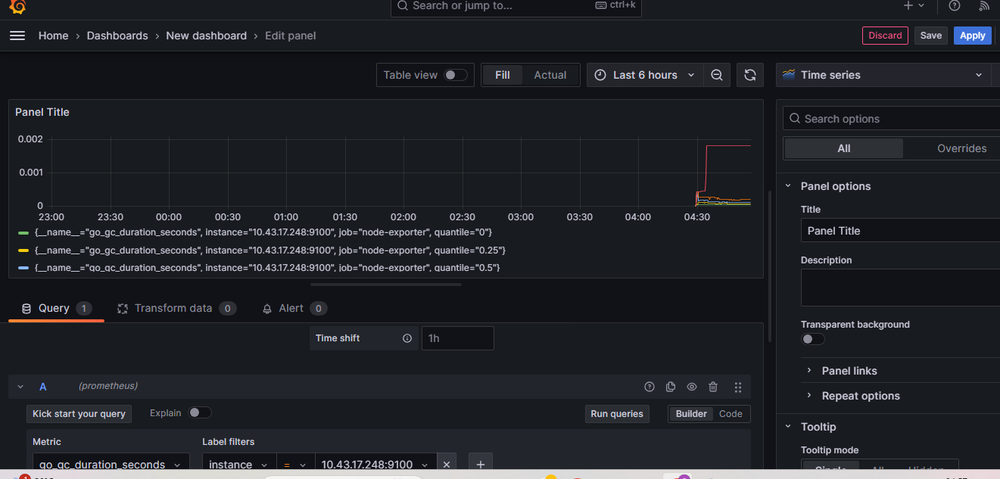 Search or jump to... ctrl+k
Home › Dashboards › New dashboard › Edit panel
Discard Save Apply
Table view Fill Actual Last 6 hours
Time series
Panel Title
0.002
0.001
0
23:00 23:30 00:00 00:30 01:00 01:30 02:00 02:30 03:00 03:30 04:00 04:30
{__name__="go_gc_duration_seconds", instance="10.43.17.248:9100", job="node-exporter", quantile="0"}
{__name__="go_gc_duration_seconds", instance="10.43.17.248:9100", job="node-exporter", quantile="0.25"}
{__name__="go_gc_duration_seconds", instance="10.43.17.248:9100", job="node-exporter", quantile="0.5"}
Query 1 Transform data 0 Alert 0
Time shift 1h
A (prometheus)
Kick start your query Explain Run queries Builder Code
Metric Label filters
go_gc_duration_seconds instance = 10.43.17.248:9100
Search options
All Overrides
Panel options
Title
Panel Title
Description
Transparent background
Panel links
Repeat options
Tooltip
Tooltip mode
Single All Hidden
1